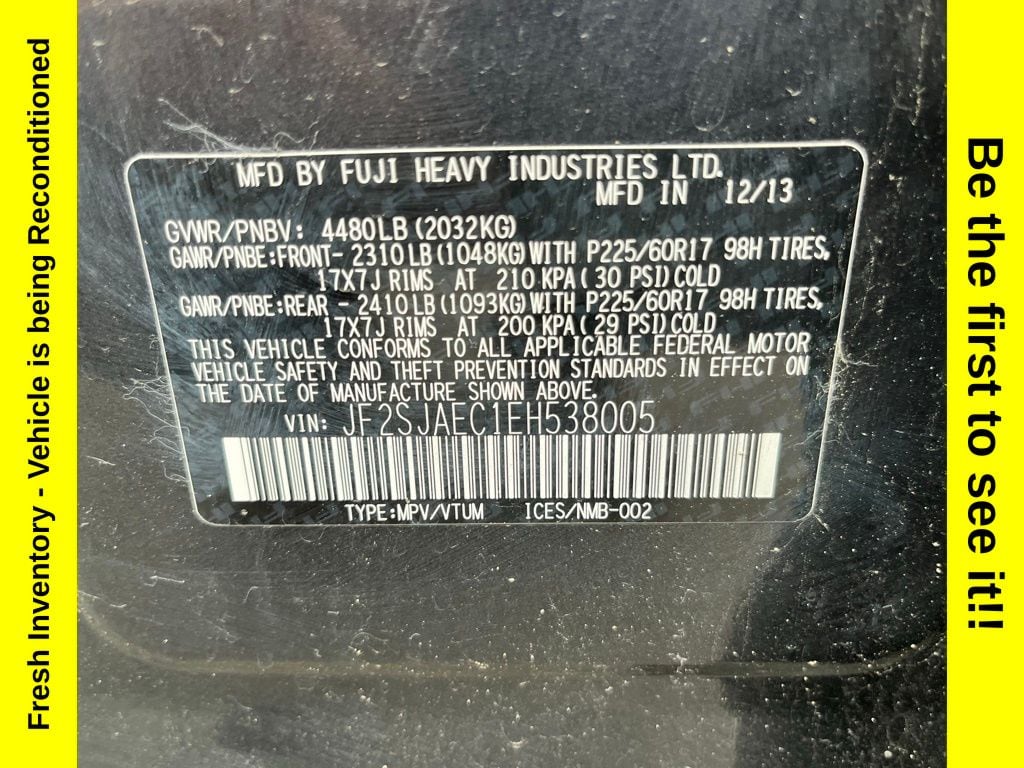 Fresh Inventory - Vehicle is being Reconditioned
MFD BY FUJI HEAVY INDUSTRIES LTD.
MFD IN 12/13
GVWR/PNBV: 4480LB (2032KG)
GAWR/PNBE:FRONT- 2310LB (1048KG) WITH P225/60R17 98H TIRES,
17X7J RIMS AT 210 KPA (30 PSI) COLD
GAWR/PNBE:REAR - 2410LB (1093KG) WITH P225/60R17 98H TIRES,
17X7J RIMS AT 200 KPA (29 PSI) COLD
THIS VEHICLE CONFORMS TO ALL APPLICABLE FEDERAL MOTOR
VEHICLE SAFETY AND THEFT PREVENTION STANDARDS IN EFFECT ON
THE DATE OF MANUFACTURE SHOWN ABOVE.
VIN: JF2SJAEC1EH538005
TYPE:MPV/VTUM ICES/NMB-002
Be the first to see it!!